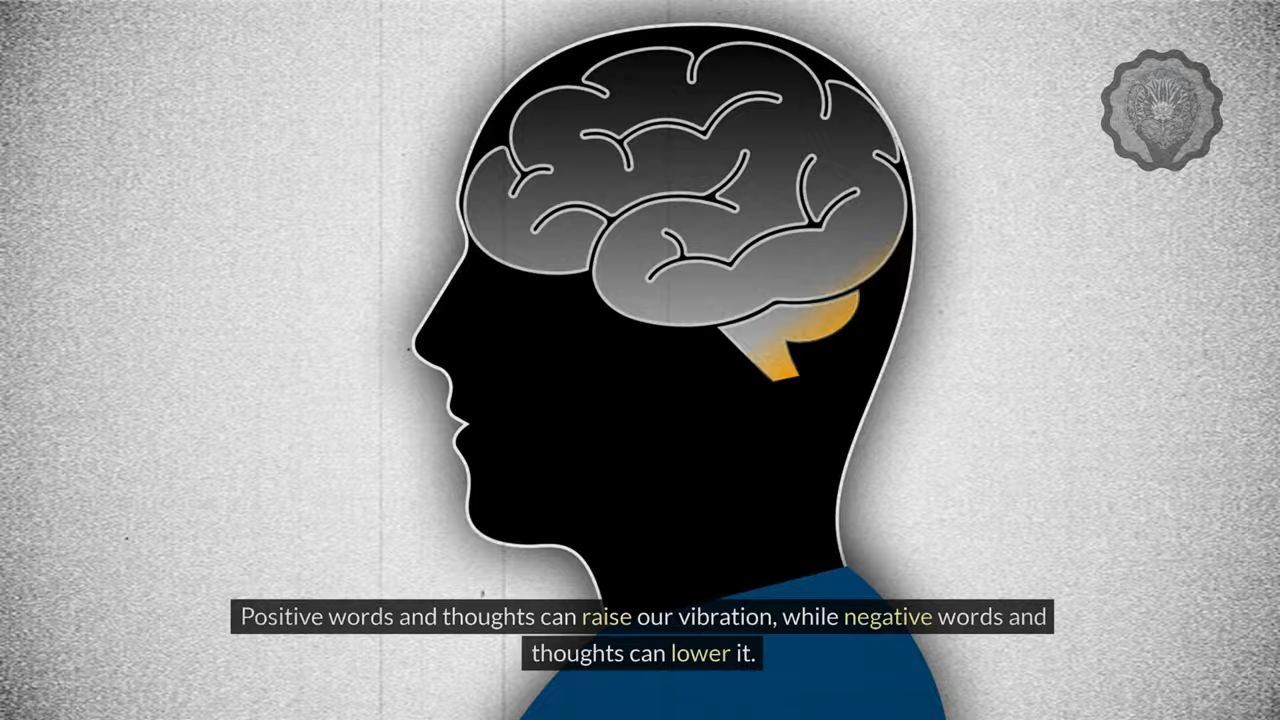 Positive words and thoughts can raise our vibration, while negative words and
thoughts can lower it.